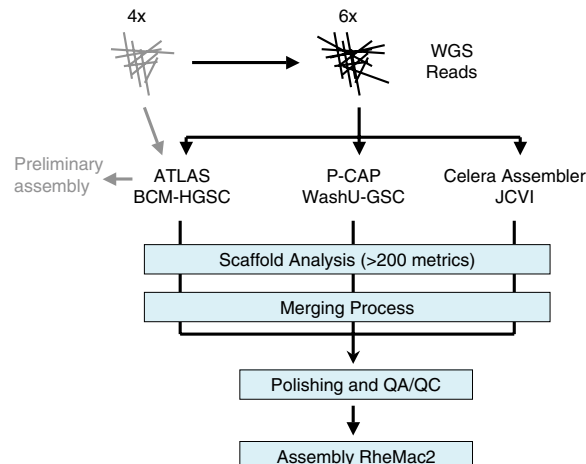 4x
6x
WGS
Reads
Preliminary
assembly
ATLAS
BCM-HGSC
P-CAP
WashU-GSC
Celera Assembler
JCVI
Scaffold Analysis (>200 metrics)
Merging Process
Polishing and QA/QC
Assembly RheMac2